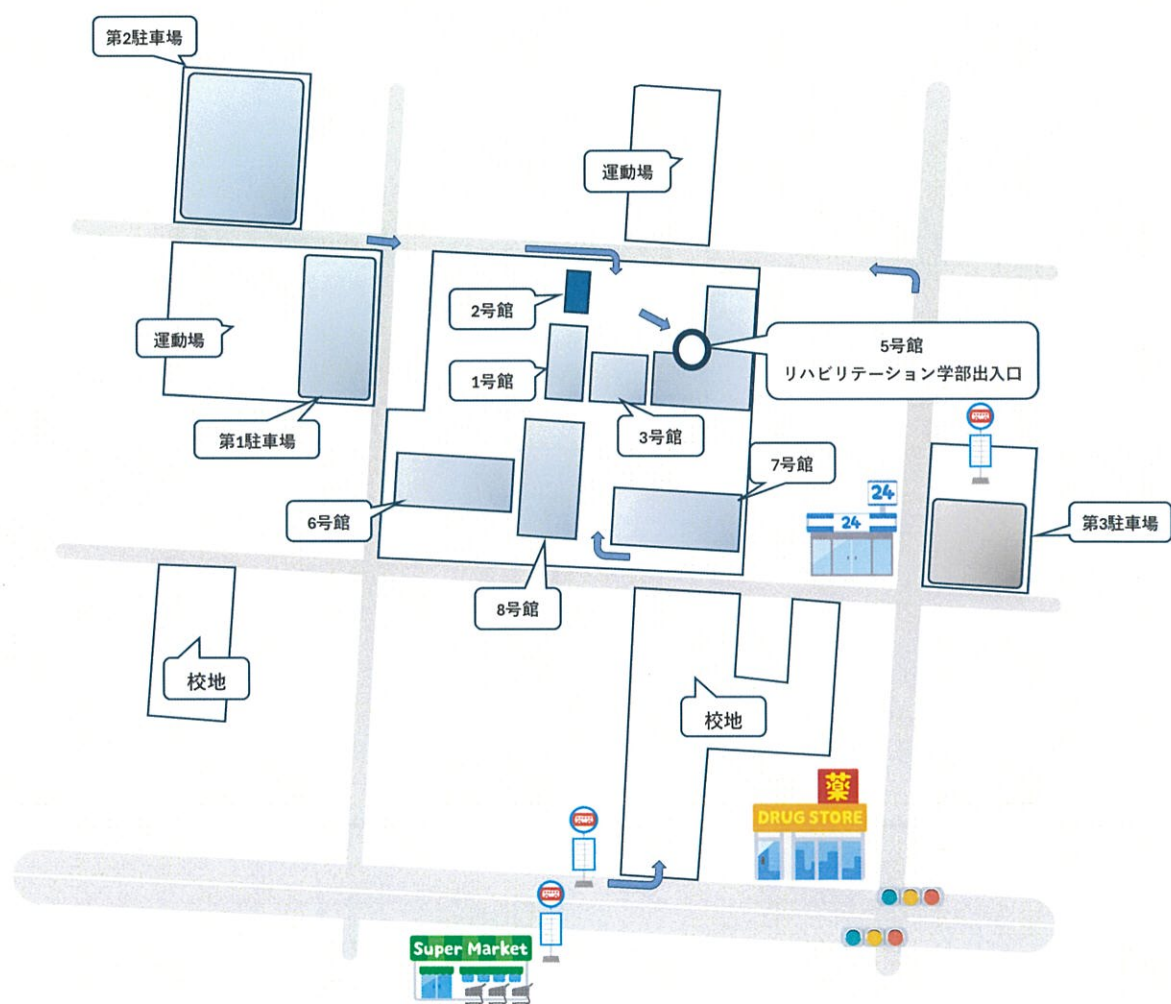 第2駐車場
運動場
2号館
5号館
リハビリテーション学部出入口
運動場
1号館
第1駐車場
3号館
7号館
24
24
6号館
第3駐車場
8号館
校地
校地
薬
DRUG STORE
Super Market